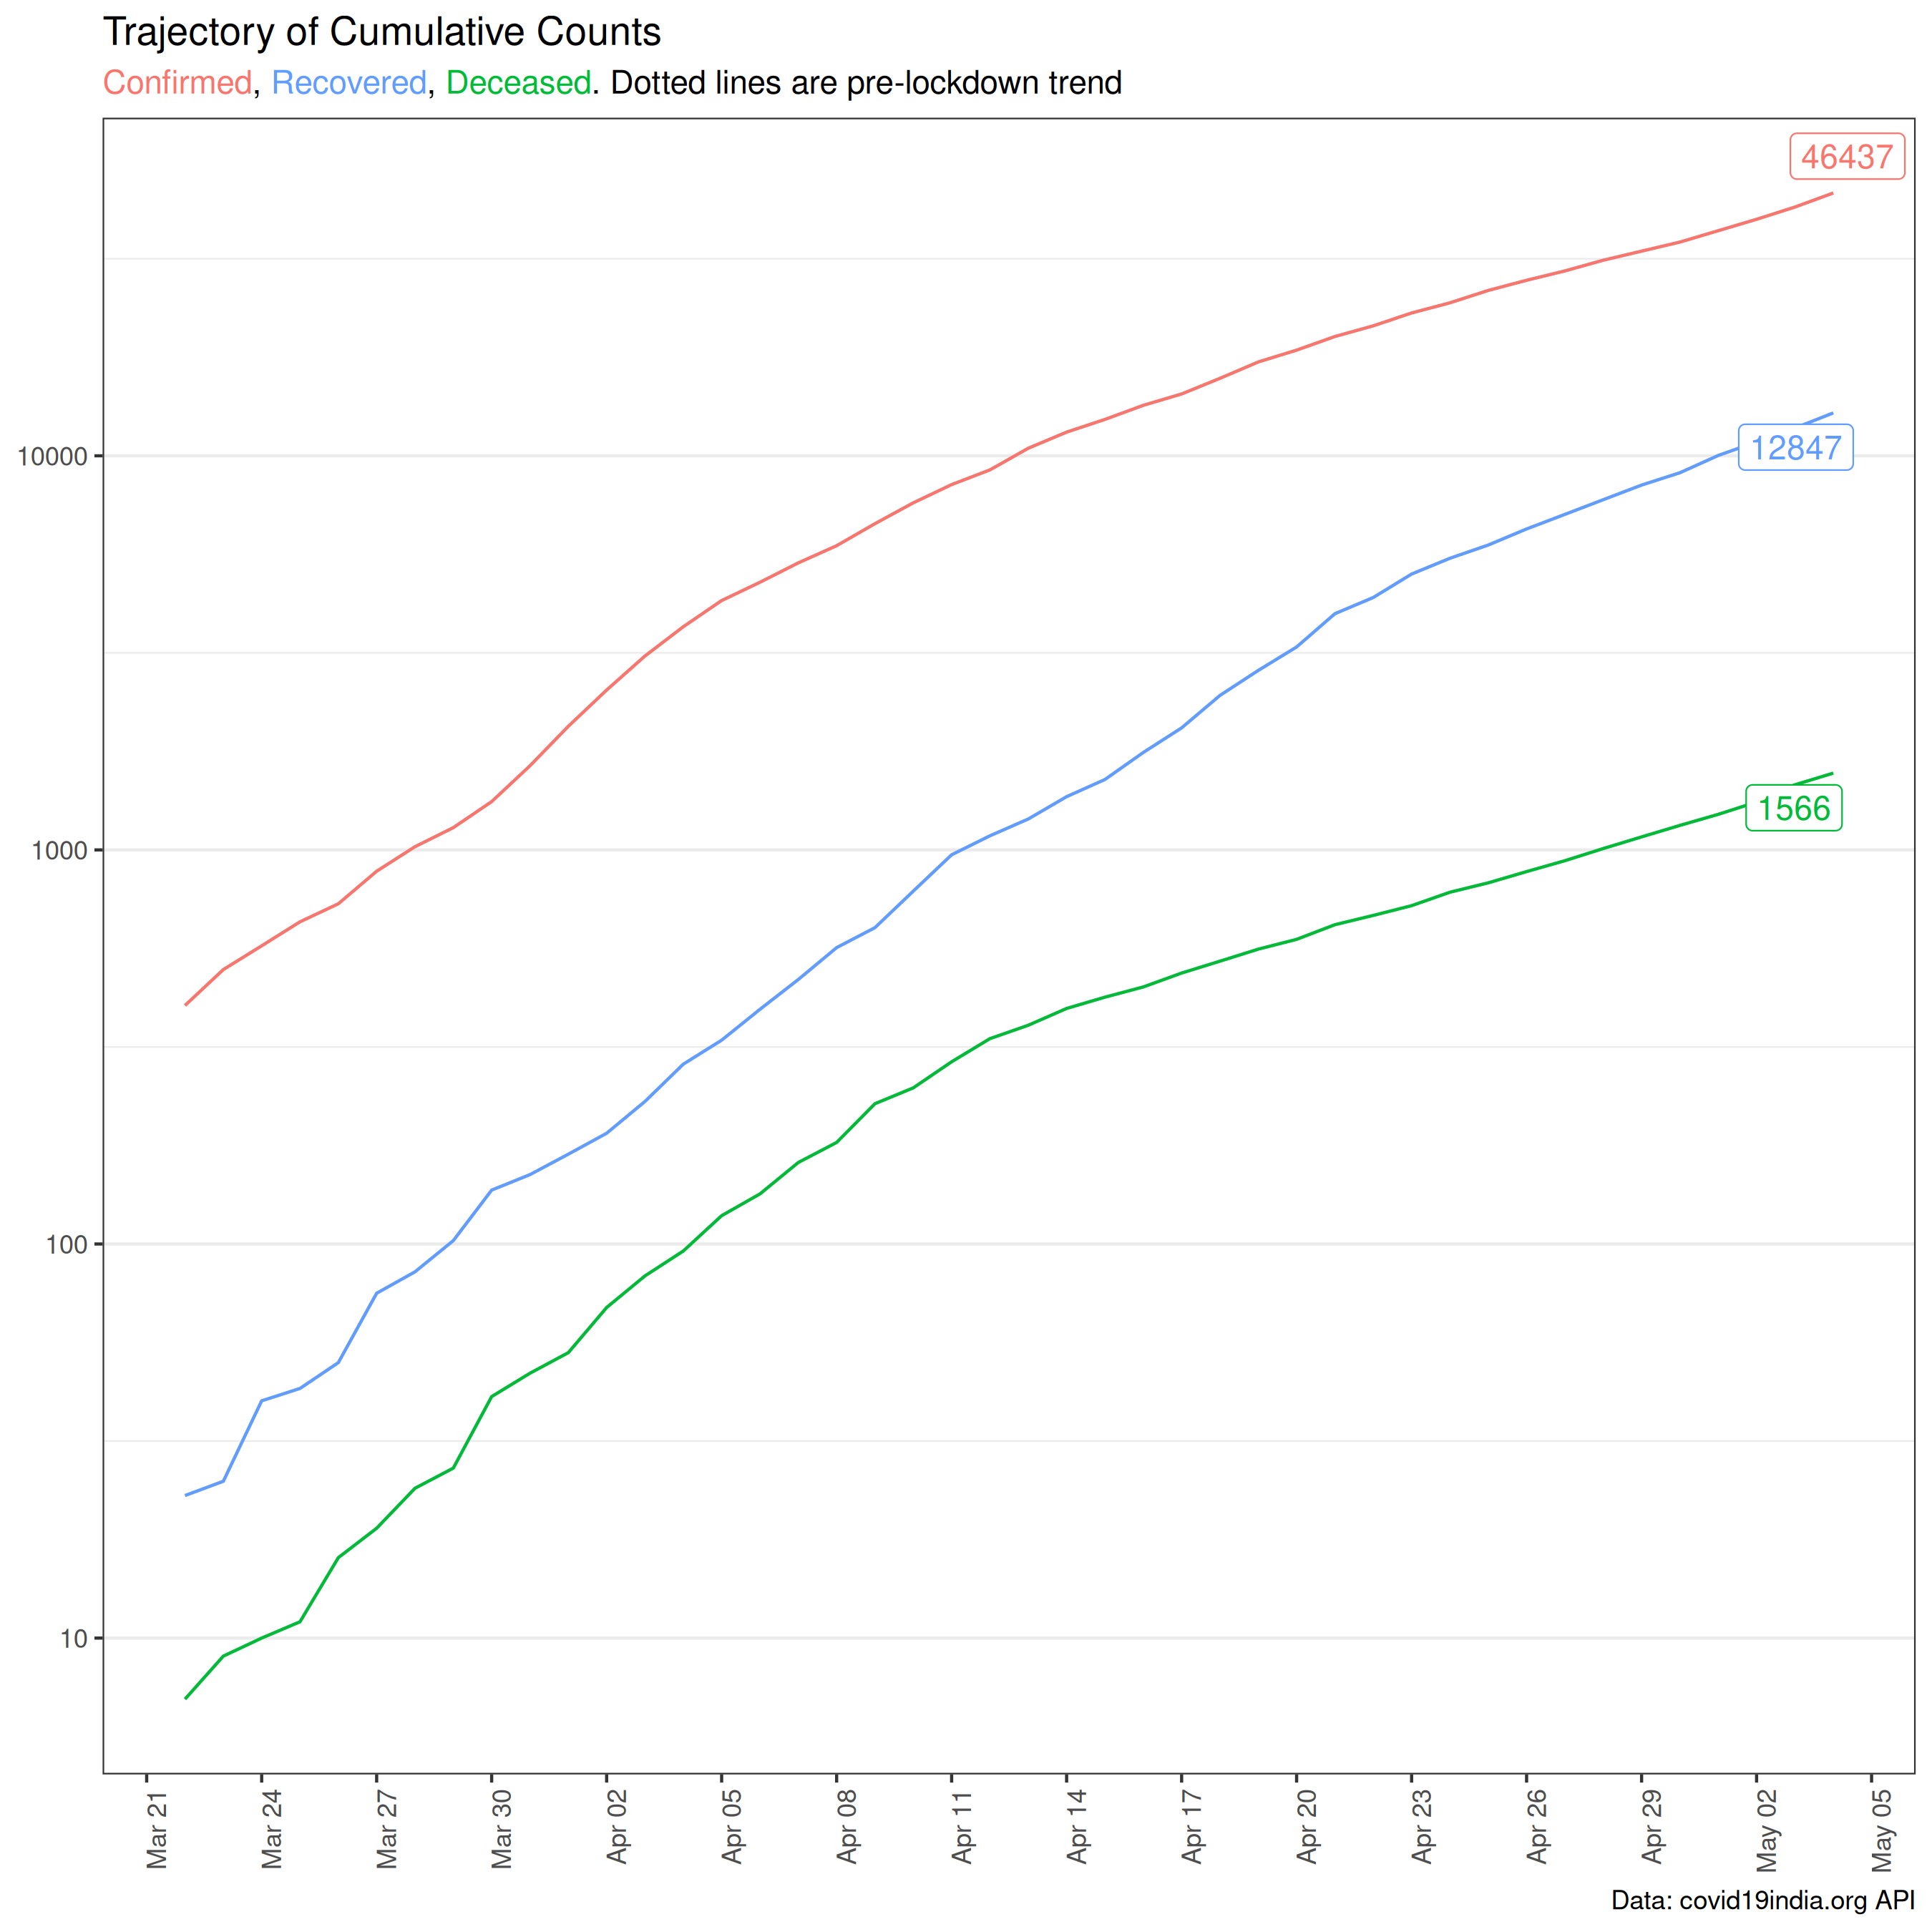 Trajectory of Cumulative Counts
Confirmed, Recovered, Deceased. Dotted lines are pre-lockdown trend
46437
12847
1566
10000
1000
100
10
Mar 21
Mar 24
Mar 27
Mar 30
Apr 02
Apr 05
Apr 08
Apr 11
Apr 14
Apr 17
Apr 20
Apr 23
Apr 26
Apr 29
May 02
May 05
Data: covid19india.org API